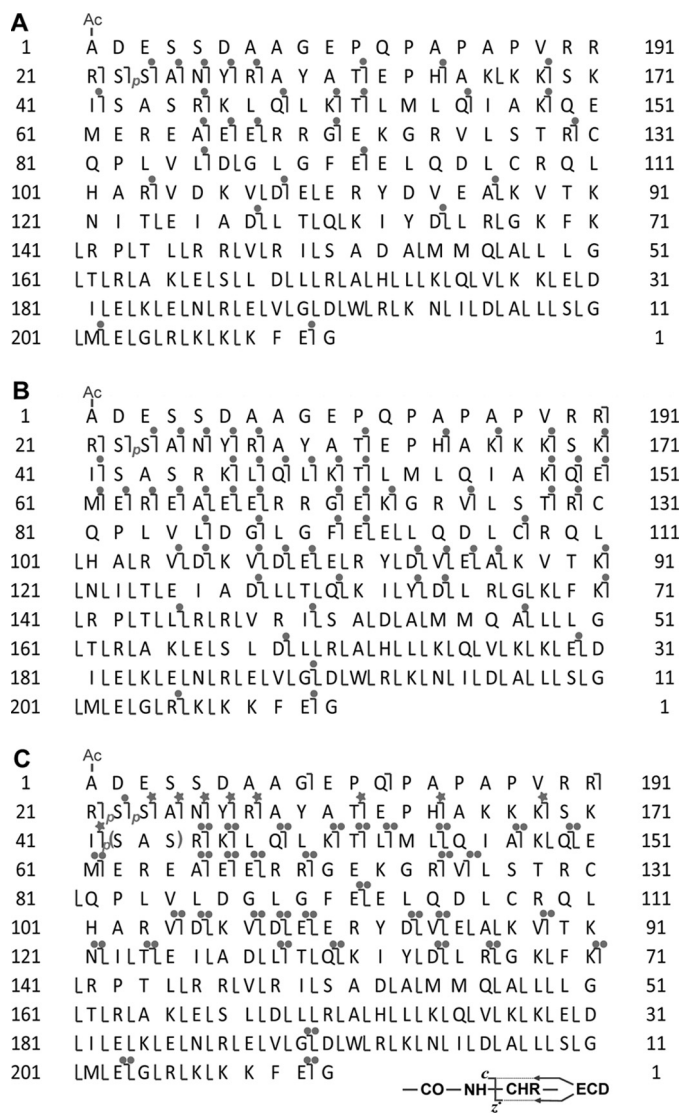 A
Ac
1 A D E S S D A A G E P Q P A P A P V R R 191
21 R S pS A N Y R A Y A T E P H A K K K S K 171
41 I S A S R K L Q L K T L M L Q I A K Q E 151
61 M E R E A E E R R G E K G R V L S T R C 131
81 Q P L V L D G L G F E E L Q D L C R Q L 111
101 H A R V D K V D E E R Y D V E A K V T K 91
121 N I T E I A D L T Q K I Y D L R G K F K 71
141 R P T L R R V R I S A D A M M Q A L L G 51
161 T R A K E S L D L R A H L K Q V K K E D 31
181 I E K E N R E V G D W R K N I D A L S G 11
201 M E G R K K K F E G 1
B
Ac
1 A D E S S D A A G E P Q P A P A P V R R 191
21 R S pS A N Y R A Y A T E P H A K K K S K 171
41 I S A S R K L Q L K T L M L Q I A K Q E 151
61 M E R E A E E R R G E K G R V L S T R C 131
81 Q P L V L D G L G F E E L Q D L C R Q L 111
101 H A R V D K V D E E R Y D V E A K V T K 91
121 N I T E I A D L T Q K I Y D L R G K F K 71
141 R P T L R R V R I S A D A M M Q A L L G 51
161 T R A K E S L D L R A H L K Q V K K E D 31
181 I E K E N R E V G D W R K N I D A L S G 11
201 M E G R K K K F E G 1
C
Ac
1 A D E S S D A A G E P Q P A P A P V R R 191
21 R pS pS A N Y R A Y A T E P H A K K K S K 171
41 I p(S A S) R K L Q L K T L M L Q I A K Q E 151
61 M E R E A E E R R G E K G R V L S T R C 131
81 Q P L V L D G L G F E E L Q D L C R Q L 111
101 H A R V D K V D E E R Y D V E A K V T K 91
121 N I T E I A D L T Q K I Y D L R G K F K 71
141 R P T L R R V R I S A D A M M Q A L L G 51
161 T R A K E S L D L R A H L K Q V K K E D 31
181 I E K E N R E V G D W R K N I D A L S G 11
201 M E G R K K K F E G 1
c
—CO—NH—CHR— ECD
z•